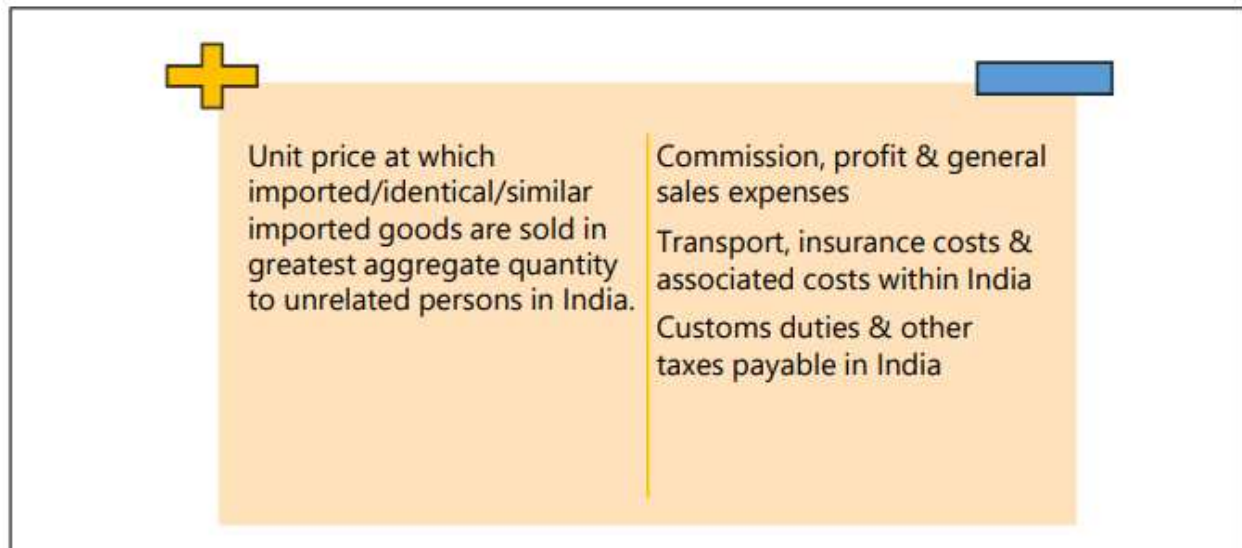 Unit price at which
imported/identical/similar
imported goods are sold in
greatest aggregate quantity
to unrelated persons in India.
Commission, profit & general
sales expenses
Transport, insurance costs &
associated costs within India
Customs duties & other
taxes payable in India